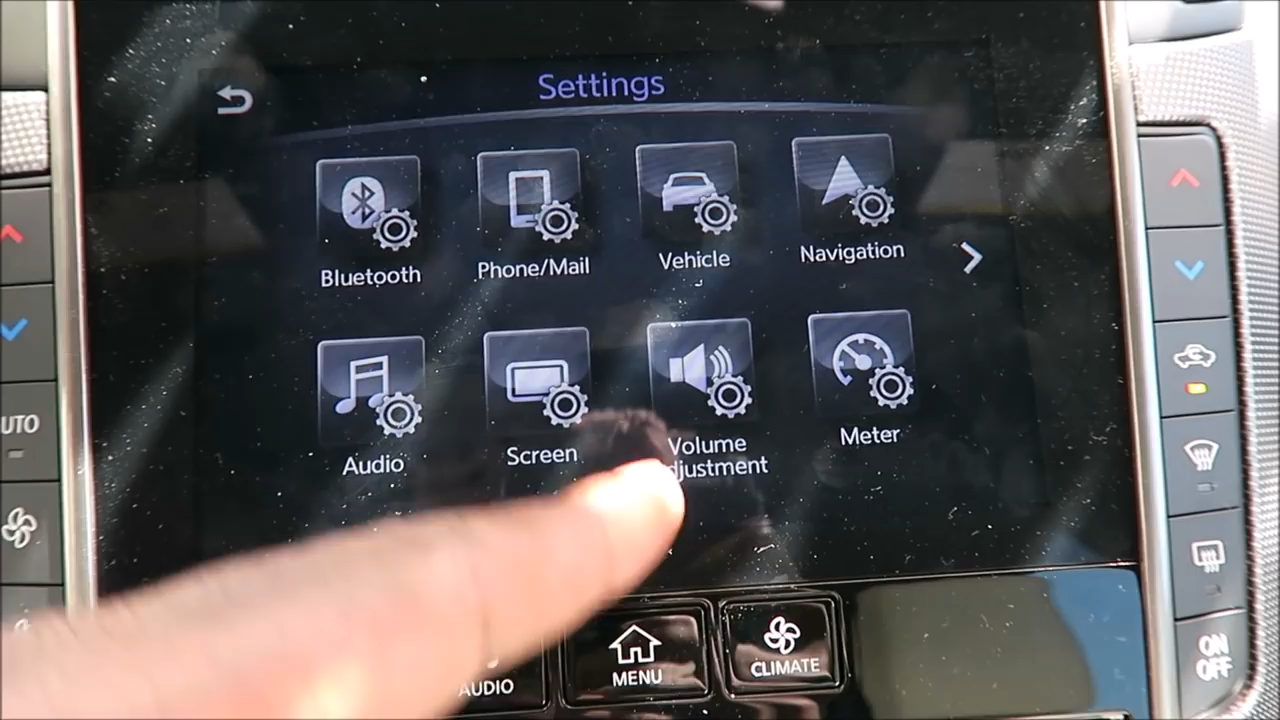 Settings
Bluetooth
Phone/Mail
Vehicle
Navigation
Audio
Screen
Volume
djustment
Meter
UTO
AUDIO
MENU
CLIMATE
ON
OFF